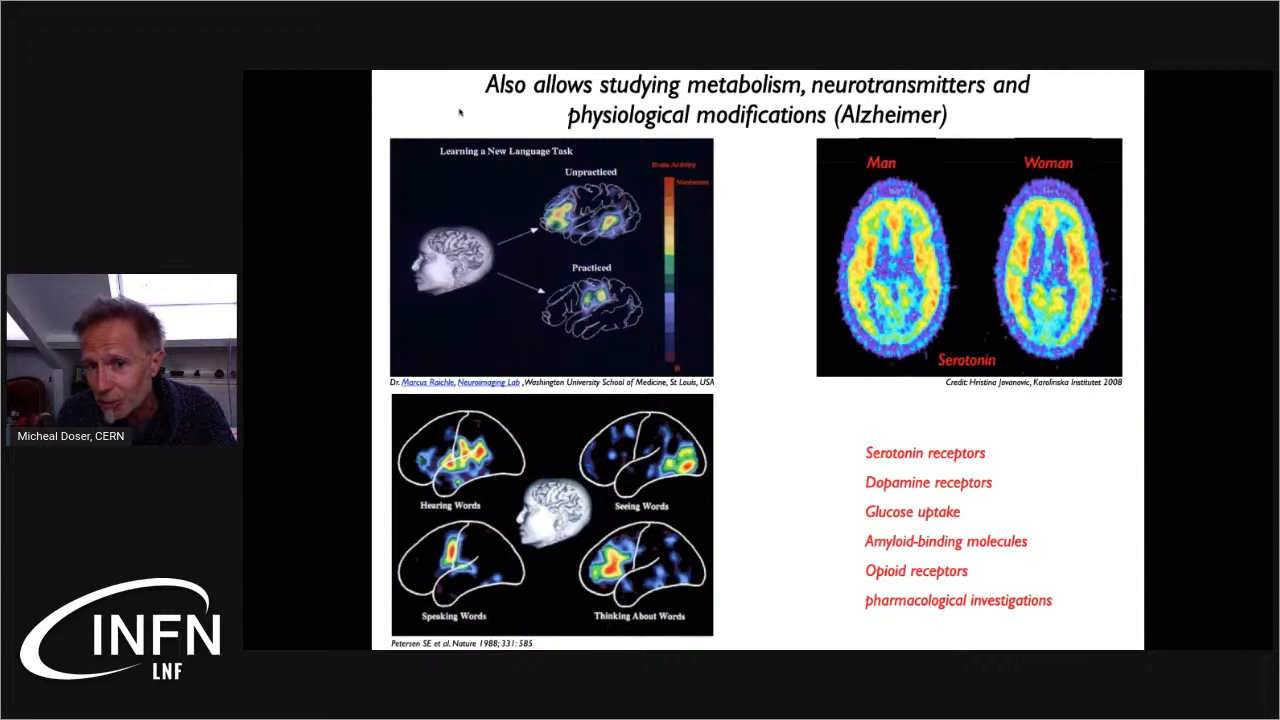 Also allows studying metabolism, neurotransmitters and
physiological modifications (Alzheimer)
Learning a New Language Task
Unpracticed
Brain Activity
Maximum
Practiced
0
Dr. Marcus Raichle, Neuroimaging Lab ,Washington University School of Medicine, St Louis, USA
Man
Woman
Serotonin
Credit: Hristina Jovanovic, Karolinska Institutet 2008
Hearing Words
Seeing Words
Speaking Words
Thinking About Words
Petersen SE et al. Nature 1988; 331: 585
Serotonin receptors
Dopamine receptors
Glucose uptake
Amyloid-binding molecules
Opioid receptors
pharmacological investigations
Micheal Doser, CERN
INFN
LNF